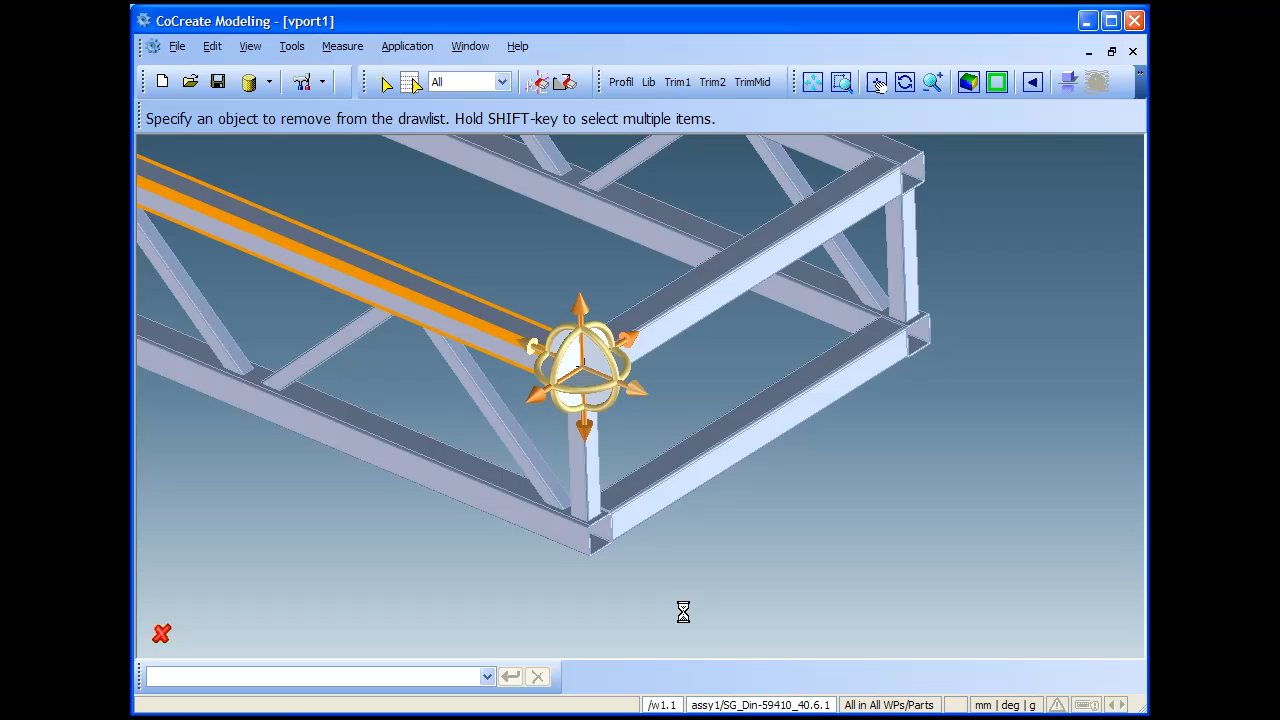 CoCreate Modeling - [vport1]
File Edit View Tools Measure Application Window Help
All Profil Lib Trim1 Trim2 TrimMid
Specify an object to remove from the drawlist. Hold SHIFT-key to select multiple items.
/w1.1 assy1/SG_Din-59410_40.6.1 All in All WPs/Parts mm | deg | g